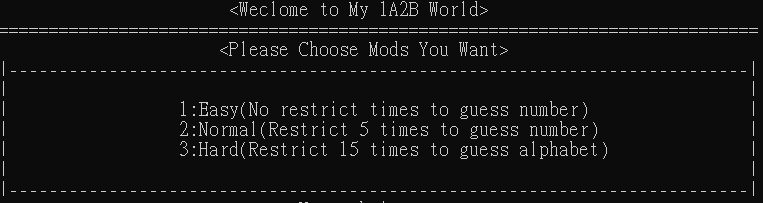 <Weclome to My 1A2B World>
<Please Choose Mods You Want>
1:Easy(No restrict times to guess number)
2:Normal(Restrict 5 times to guess number)
3:Hard(Restrict 15 times to guess alphabet)